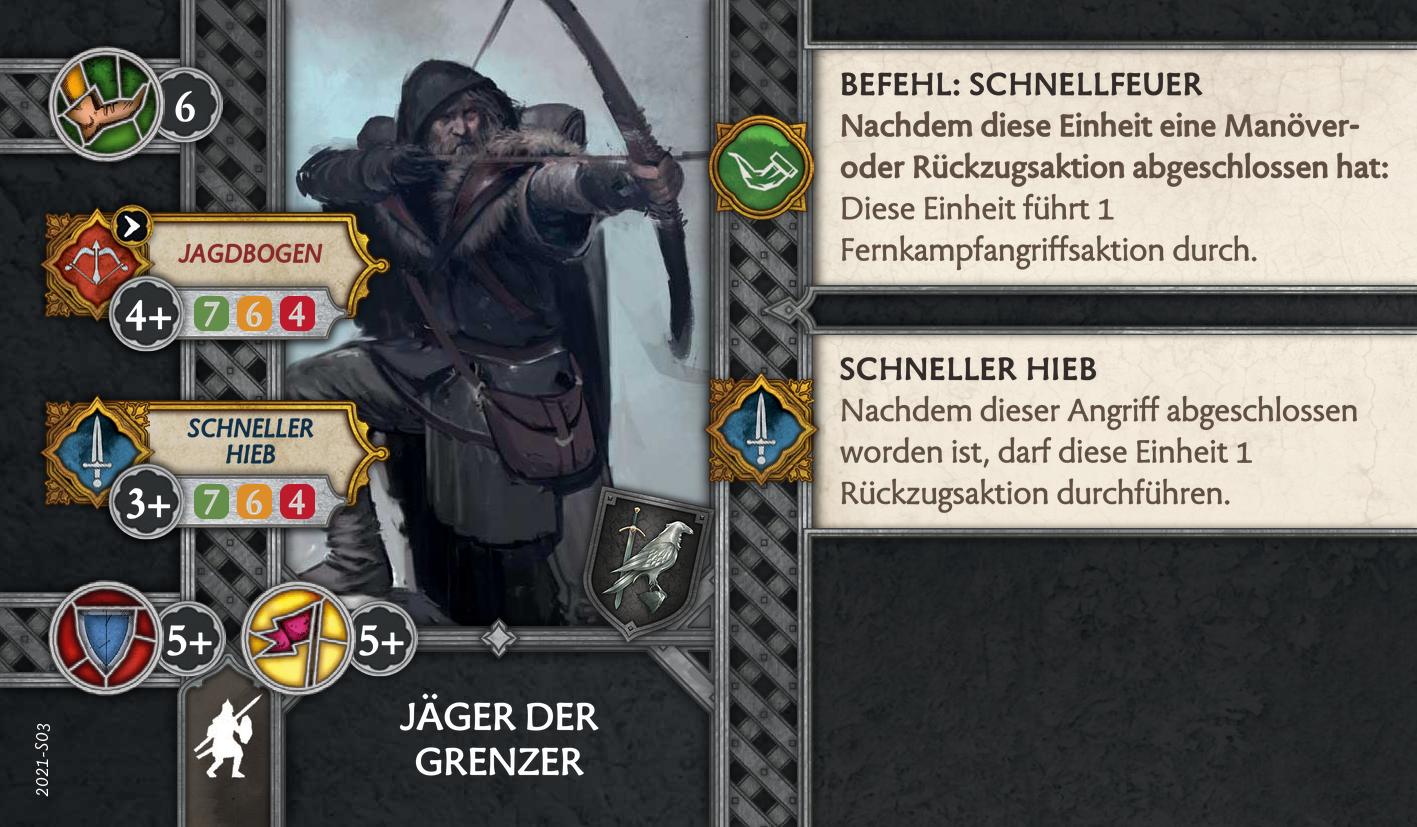 6
JAGDBOGEN
4+ 7 6 4
SCHNELLER
HIEB
3+ 7 6 4
5+ 5+
JÄGER DER
GRENZER
2021-S03
BEFEHL: SCHNELLFEUER
Nachdem diese Einheit eine Manöver-
oder Rückzugsaktion abgeschlossen hat:
Diese Einheit führt 1
Fernkampfangriffsaktion durch.
SCHNELLER HIEB
Nachdem dieser Angriff abgeschlossen
worden ist, darf diese Einheit 1
Rückzugsaktion durchführen.